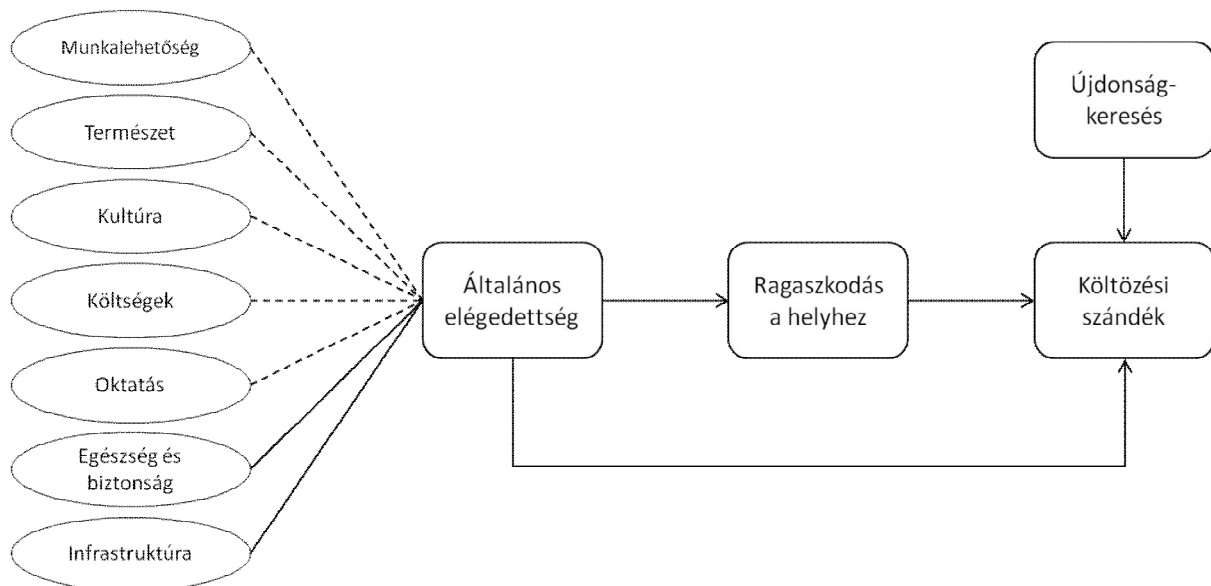 Munkalehetőség
Természet
Kultúra
Költségek
Oktatás
Egészség és
biztonság
Infrastruktúra
Általános
elégedettség
Ragaszkodás
a helyhez
Újdonság-
keresés
Költözési
szándék